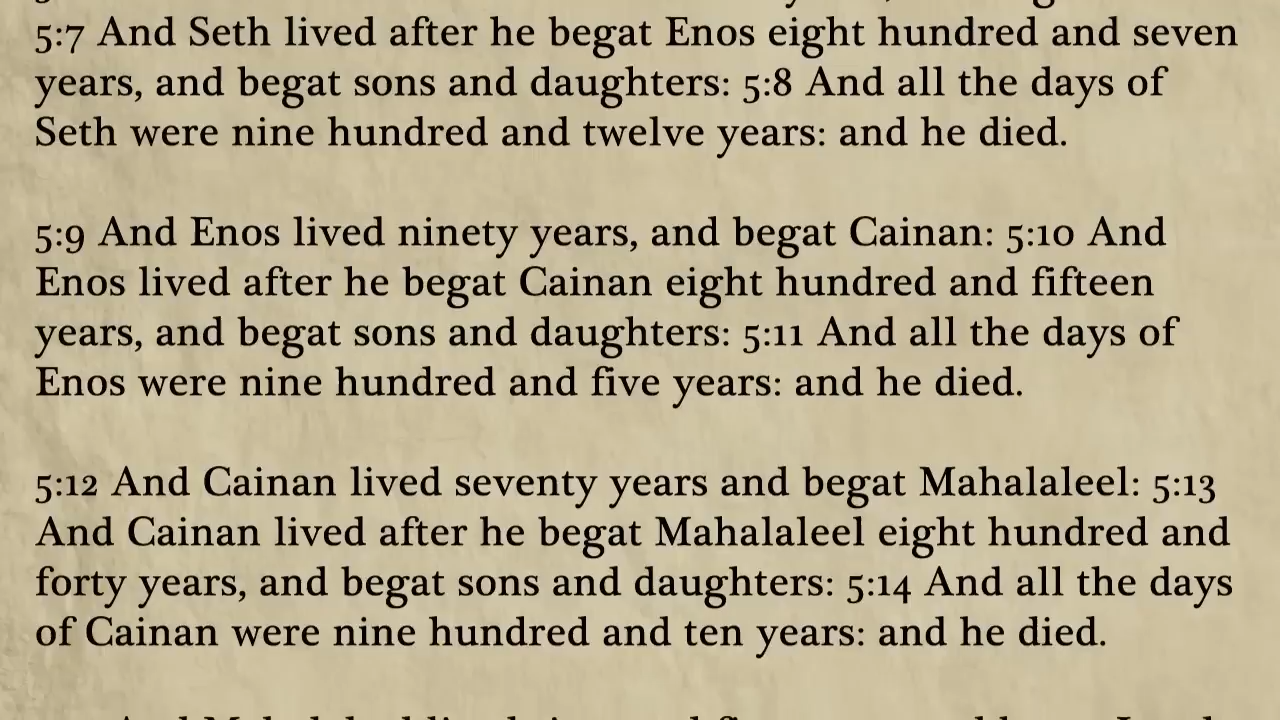 5:7 And Seth lived after he begat Enos eight hundred and seven
years, and begat sons and daughters: 5:8 And all the days of
Seth were nine hundred and twelve years: and he died.
5:9 And Enos lived ninety years, and begat Cainan: 5:10 And
Enos lived after he begat Cainan eight hundred and fifteen
years, and begat sons and daughters: 5:11 And all the days of
Enos were nine hundred and five years: and he died.
5:12 And Cainan lived seventy years and begat Mahalaleel: 5:13
And Cainan lived after he begat Mahalaleel eight hundred and
forty years, and begat sons and daughters: 5:14 And all the days
of Cainan were nine hundred and ten years: and he died.